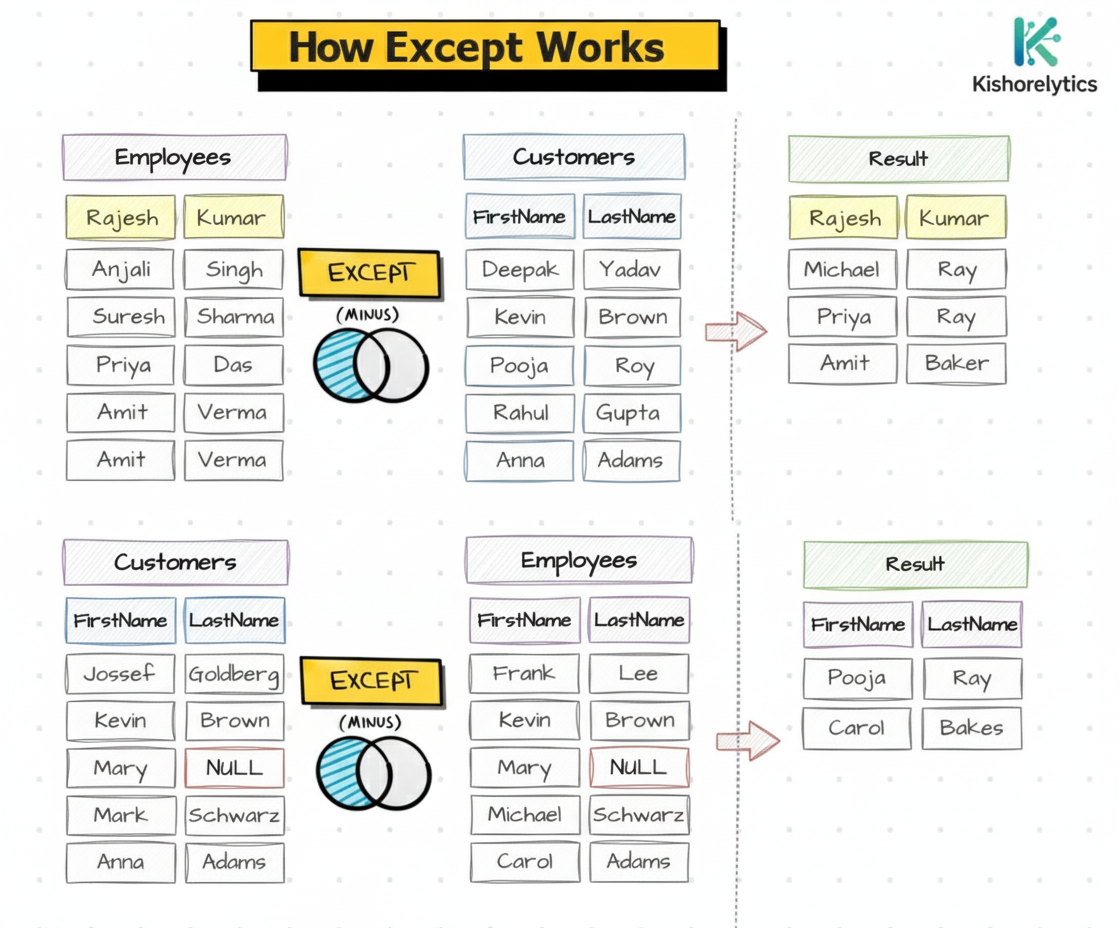 How Except Works
Kishorelytics
Employees
Rajesh Kumar
Anjali Singh
Suresh Sharma
Priya Das
Amit Verma
Amit Verma
EXCEPT
(MINUS)
Customers
FirstName LastName
Deepak Yadav
Kevin Brown
Pooja Roy
Rahul Gupta
Anna Adams
Result
Rajesh Kumar
Michael Ray
Priya Ray
Amit Baker
Customers
FirstName LastName
Jossef Goldberg
Kevin Brown
Mary NULL
Mark Schwarz
Anna Adams
EXCEPT
(MINUS)
Employees
FirstName LastName
Frank Lee
Kevin Brown
Mary NULL
Michael Schwarz
Carol Adams
Result
FirstName LastName
Pooja Ray
Carol Bakes